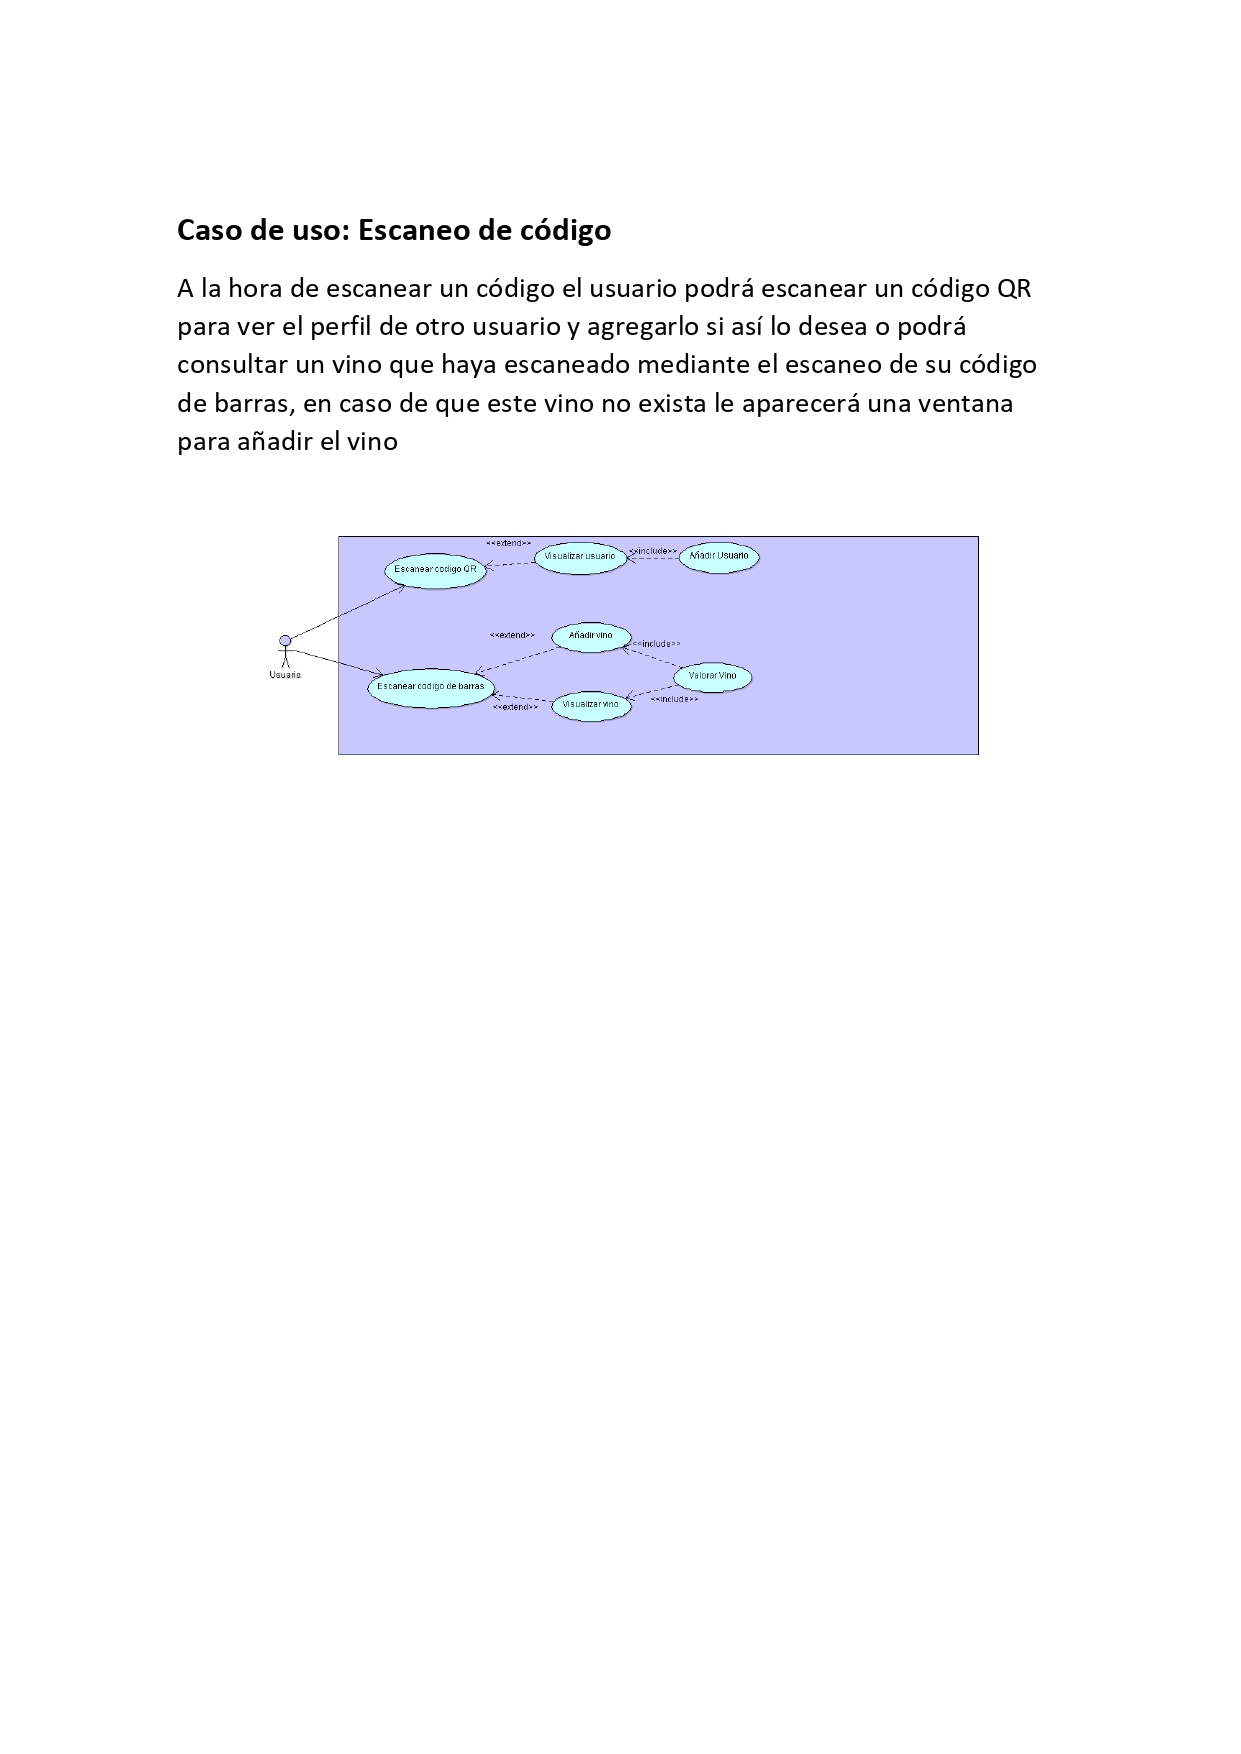 Caso de uso: Escaneo de código
A la hora de escanear un código el usuario podrá escanear un código QR
para ver el perfil de otro usuario y agregarlo si así lo desea o podrá
consultar un vino que haya escaneado mediante el escaneo de su código
de barras, en caso de que este vino no exista le aparecerá una ventana
para añadir el vino
<<extend>>
Visualizar usuario
<<include>>
Añadir Usuario
Escanear codigo QR
<<extend>>
Añadir vino
<<include>>
Usuario
Valorar Vino
Escanear codigo de barras
<<extend>>
Visualizar vino
<<include>>